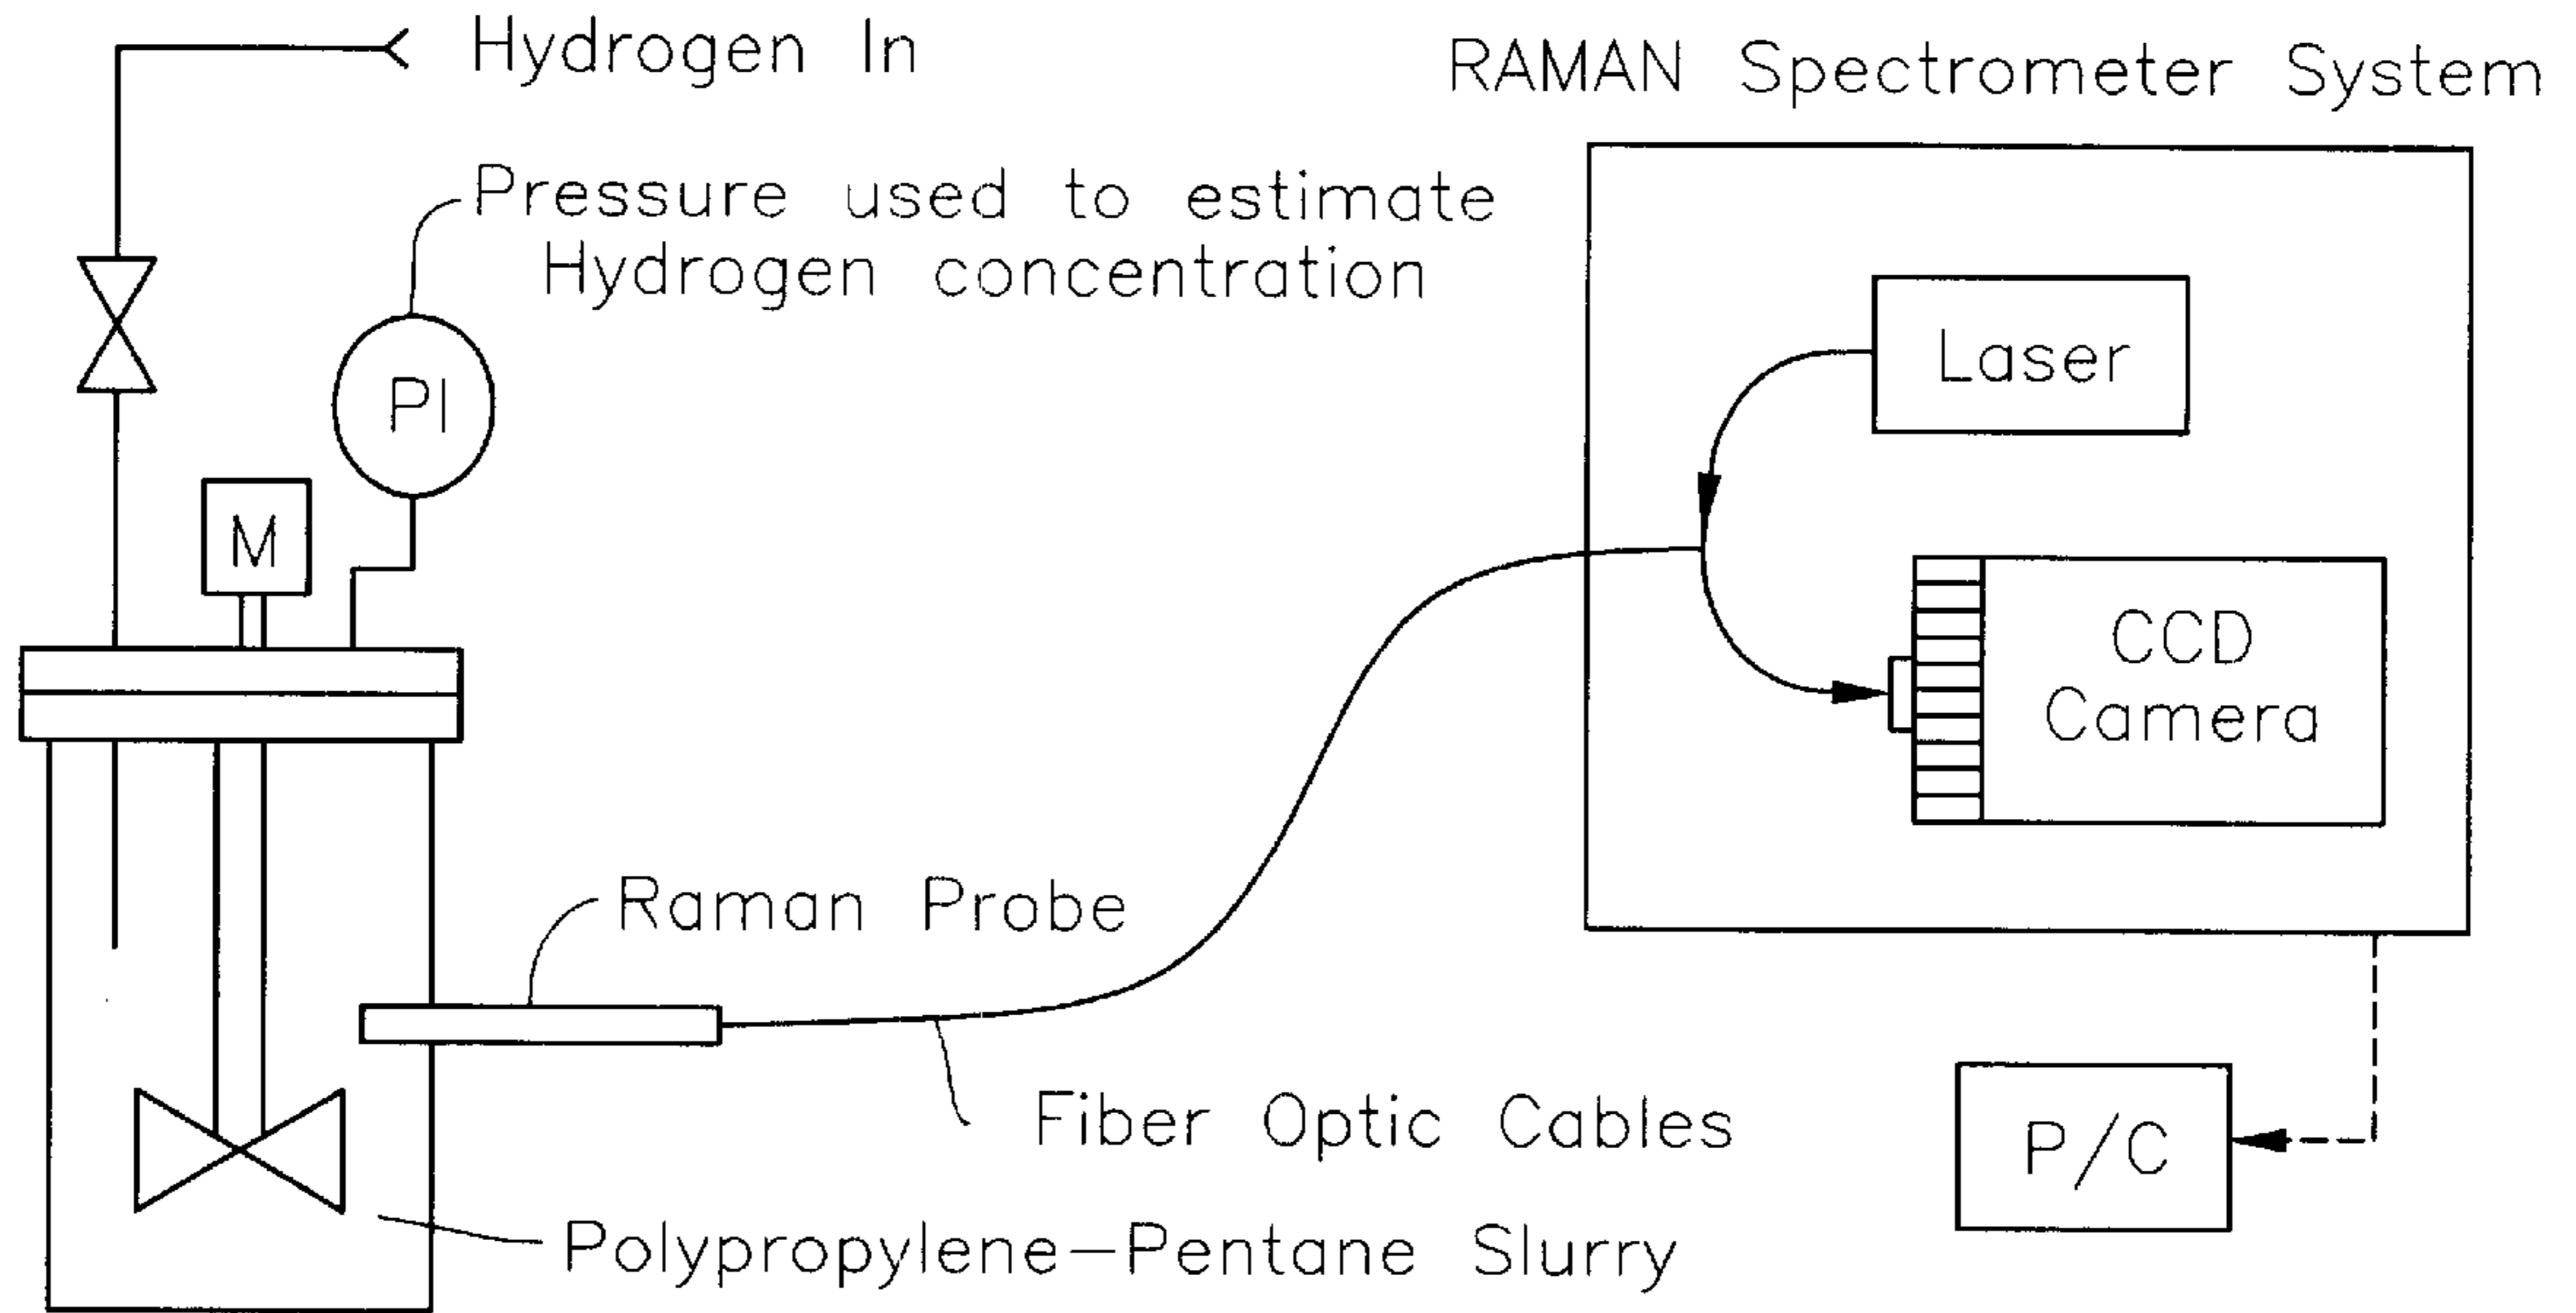 Hydrogen In
RAMAN Spectrometer System
Pressure used to estimate
Hydrogen concentration
PI
Laser
M
CCD
Camera
Raman Probe
Fiber Optic Cables
P/C
Polypropylene-Pentane Slurry